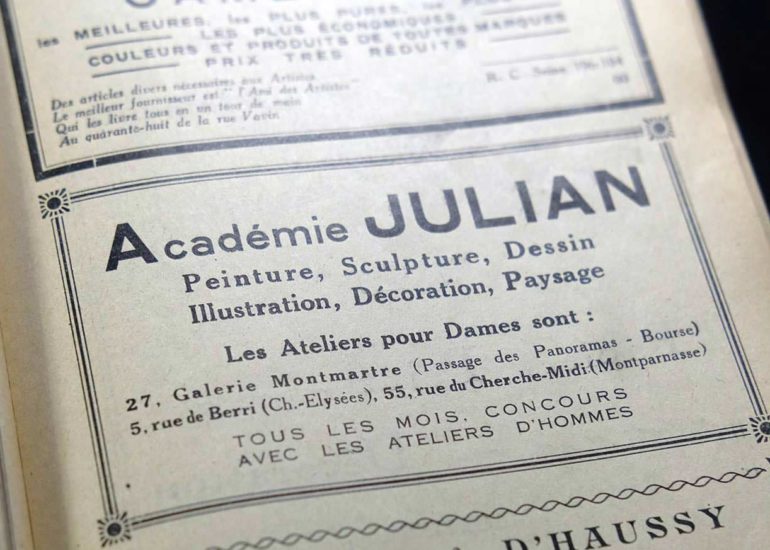 les MEILLEURES, les PLUS PURES, les PLUS
LES PLUS ÉCONOMIQUES
COULEURS ET PRODUITS DE TOUTES MARQUES
PRIX TRÈS RÉDUITS
R. C. Seine
Des articles divers nécessaires aux Artistes
Le meilleur fournisseur est " l'Ami des Artistes"
Qui les livre tous en un tour de main
Au quarante-huit de la rue Vavin
Académie JULIAN
Peinture, Sculpture, Dessin
Illustration, Décoration, Paysage
Les Ateliers pour Dames sont :
27, Galerie Montmartre (Passage des Panoramas - Bourse)
5, rue de Berri (Ch.-Elysées), 55, rue du Cherche-Midi (Montparnasse)
TOUS LES MOIS, CONCOURS
AVEC LES ATELIERS D'HOMMES
D'HAUSSY